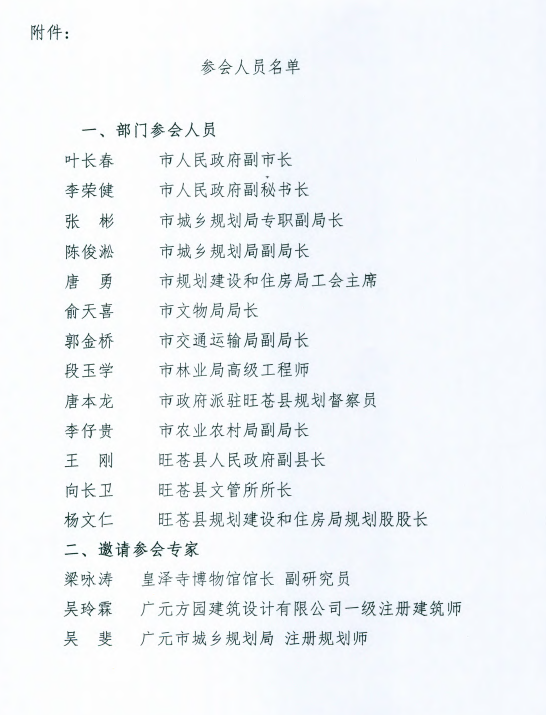 附件：
参会人员名单
一、部门参会人员
叶长春 市人民政府副市长
李荣健 市人民政府副秘书长
张 彬 市城乡规划局专职副局长
陈俊淞 市城乡规划局副局长
唐 勇 市规划建设和住房局工会主席
俞天喜 市文物局局长
郭金桥 市交通运输局副局长
段玉学 市林业局高级工程师
唐本龙 市政府派驻旺苍县规划督察员
李仔贵 市农业农村局副局长
王 刚 旺苍县人民政府副县长
向长卫 旺苍县文管所所长
杨文仁 旺苍县规划建设和住房局规划股股长
二、邀请参会专家
梁咏涛 皇泽寺博物馆馆长 副研究员
吴玲霖 广元方园建筑设计有限公司一级注册建筑师
吴 斐 广元市城乡规划局 注册规划师